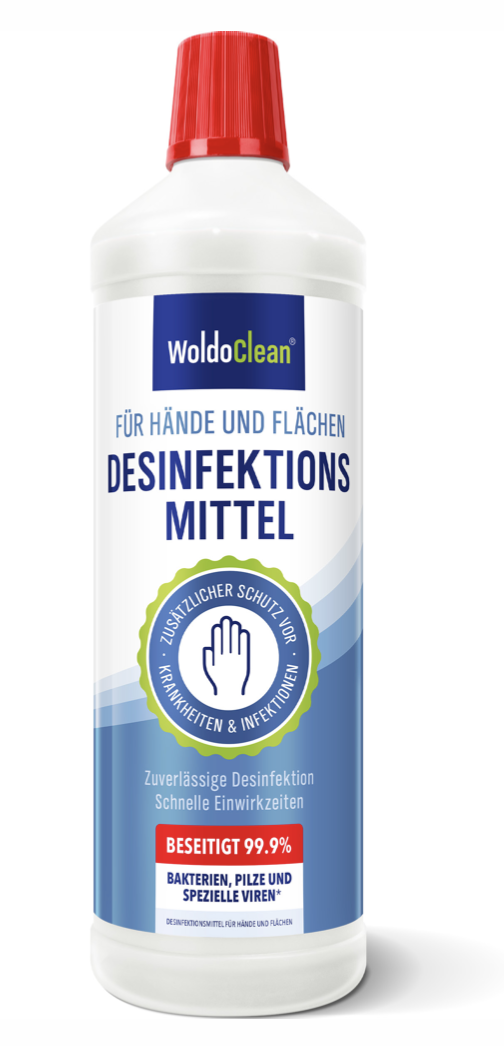 WoldoClean®
FÜR HÄNDE UND FLÄCHEN
DESINFEKTIONS
MITTEL
ZUSÄTZLICHER SCHUTZ VOR
· KRANKHEITEN & INFEKTIONEN ·
Zuverlässige Desinfektion
Schnelle Einwirkzeiten
BESEITIGT 99.9%
BAKTERIEN, PILZE UND
SPEZIELLE VIREN*
DESINFEKTIONSMITTEL FÜR HÄNDE UND FLÄCHEN